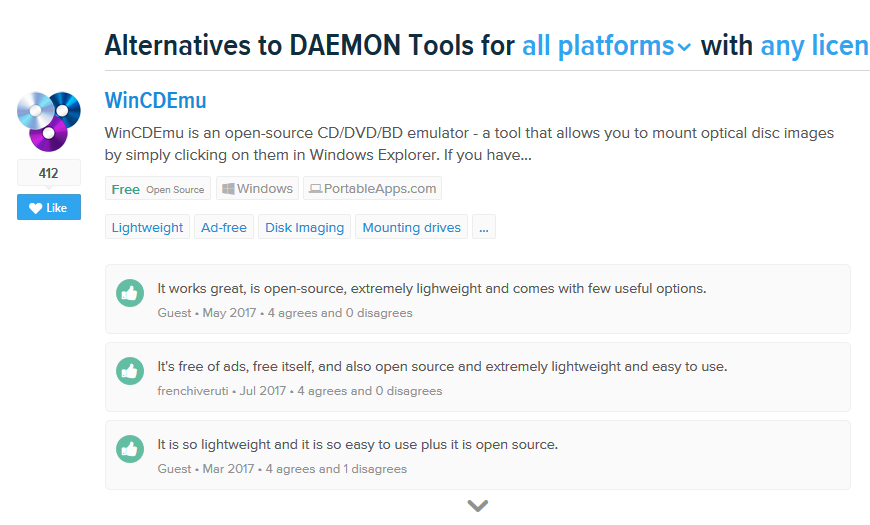 Alternatives to DAEMON Tools for all platforms with any licen
WinCDEmu
WinCDEmu is an open-source CD/DVD/BD emulator - a tool that allows you to mount optical disc images
by simply clicking on them in Windows Explorer. If you have...
412
Like
Free Open Source Windows PortableApps.com
Lightweight Ad-free Disk Imaging Mounting drives ...
It works great, is open-source, extremely lighweight and comes with few useful options.
Guest • May 2017 • 4 agrees and 0 disagrees
It's free of ads, free itself, and also open source and extremely lightweight and easy to use.
frenchiveruti • Jul 2017 • 4 agrees and 0 disagrees
It is so lightweight and it is so easy to use plus it is open source.
Guest • Mar 2017 • 4 agrees and 1 disagrees